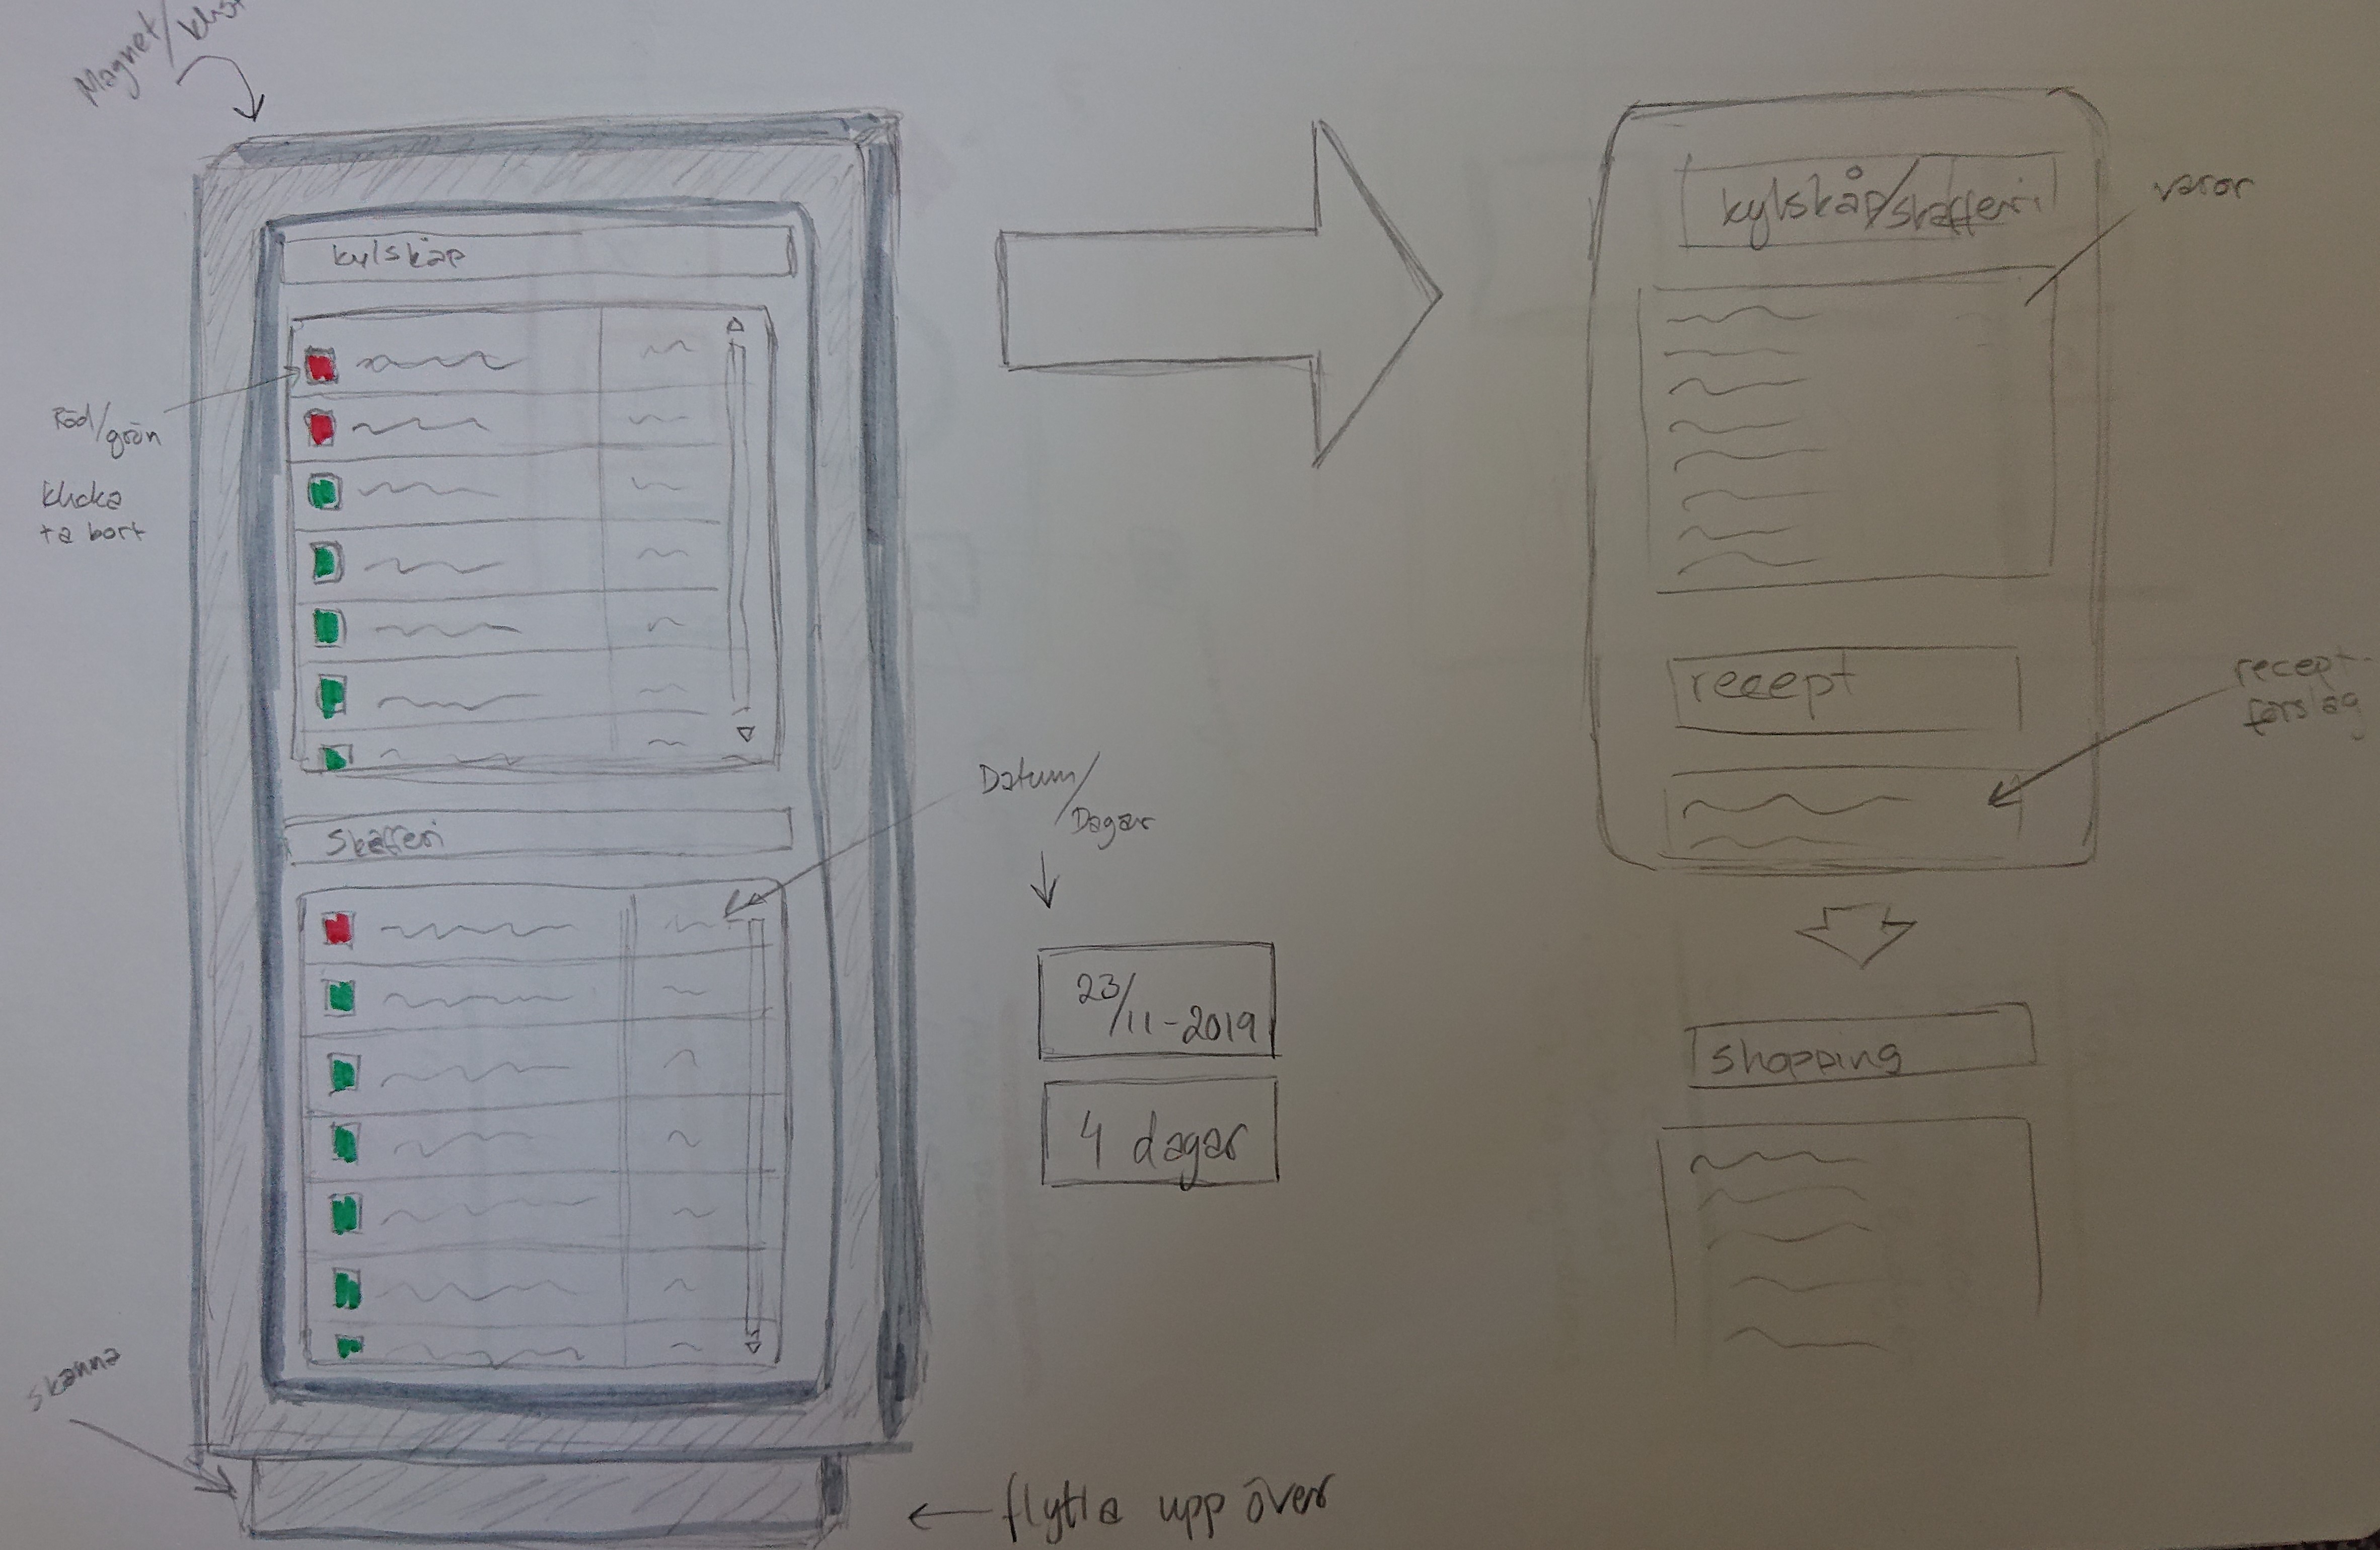 Magnet/
kylskåp
Röd/
grön
klicka
ta bort
Skafferi
Datum/
Dagar
23/11-2019
4 dagar
skanna
flytta upp över
kylskåp/skafferi
varor
recept
recept-
förslag
shopping